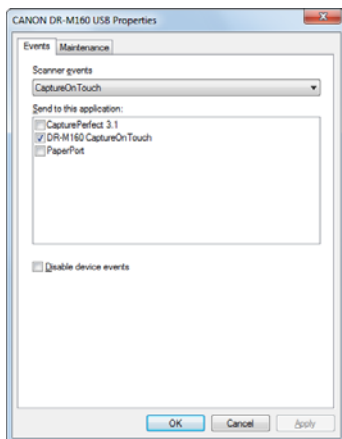 CANON DR-M160 USB Properties
Events Maintenance
Scanner events
CaptureOnTouch
Send to this application:
CapturePerfect 3.1
DR-M160 CaptureOnTouch
PaperPort
Disable device events
OK Cancel Apply